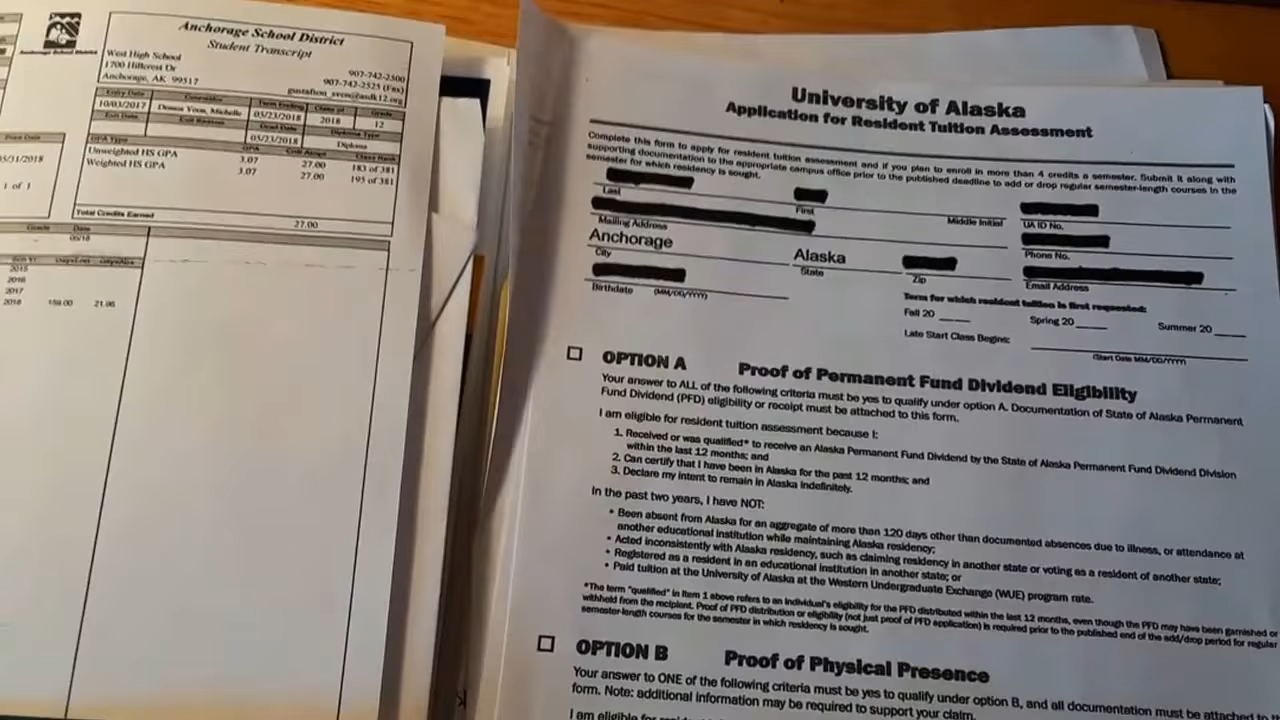 Anchorage School District
Student Transcript
Anchorage School District
West High School
1700 Hillcrest Dr
Anchorage, AK 99517
907-742-2500
907-742-2525 (Fax)
Entry Date
Term Ending
Class of
Grade
10/03/2017
Michelle
05/23/2018
2018
12
Exit Date
Exit Reason
Grad Date
Diploma Type
05/23/2018
Diploma
GPA Type
GPA
Class Rank
Unweighted HS GPA
3.07
27.00
183 of 381
Weighted HS GPA
3.07
27.00
195 of 381
Total Credits Earned
27.00
05/31/2018
1 of 1
Grade
Date
05/18
2015
2016
2017
2018
159.00
University of Alaska
Application for Resident Tuition Assessment
Complete this form to apply for resident tuition assessment and if you plan to enroll in more than 4 credits a semester. Submit it along with
supporting documentation to the appropriate campus office prior to the published deadline to add or drop regular semester-length courses in the
semester for which residency is sought.
Last
First
Middle Initial
UA ID No.
Mailing Address
Phone No.
Anchorage
Alaska
City
State
Zip
Email Address
Birthdate (MM/DD/YYYY)
Term for which resident tuition is first requested:
Fall 20
Spring 20
Summer 20
Late Start Class Begins:
(Start Date MM/DD/YYYY)
OPTION A Proof of Permanent Fund Dividend Eligibility
Your answer to ALL of the following criteria must be yes to qualify under option A. Documentation of State of Alaska Permanent
Fund Dividend (PFD) eligibility or receipt must be attached to this form.
I am eligible for resident tuition assessment because I:
1. Received or was qualified* to receive an Alaska Permanent Fund Dividend by the State of Alaska Permanent Fund Dividend Division
within the last 12 months; and
2. Can certify that I have been in Alaska for the past 12 months; and
3. Declare my intent to remain in Alaska indefinitely.
In the past two years, I have NOT:
• Been absent from Alaska for an aggregate of more than 120 days other than documented absences due to illness, or attendance at
another educational institution while maintaining Alaska residency;
• Acted inconsistently with Alaska residency, such as claiming residency in another state or voting as a resident of another state;
• Registered as a resident in an educational institution in another state; or
• Paid tuition at the University of Alaska at the Western Undergraduate Exchange (WUE) program rate.
*The term "qualified" in item 1 above refers to an individual's eligibility for the PFD distributed within the last 12 months, even though the PFD may have been garnished or
withheld from the recipient. Proof of PFD distribution or eligibility (not just proof of PFD application) is required prior to the published end of the add/drop period for regular
semester-length courses for the semester in which residency is sought.
OPTION B Proof of Physical Presence
Your answer to ONE of the following criteria must be yes to qualify under option B, and all documentation must be attached to
form. Note: additional information may be required to support your claim.
I am eligible for